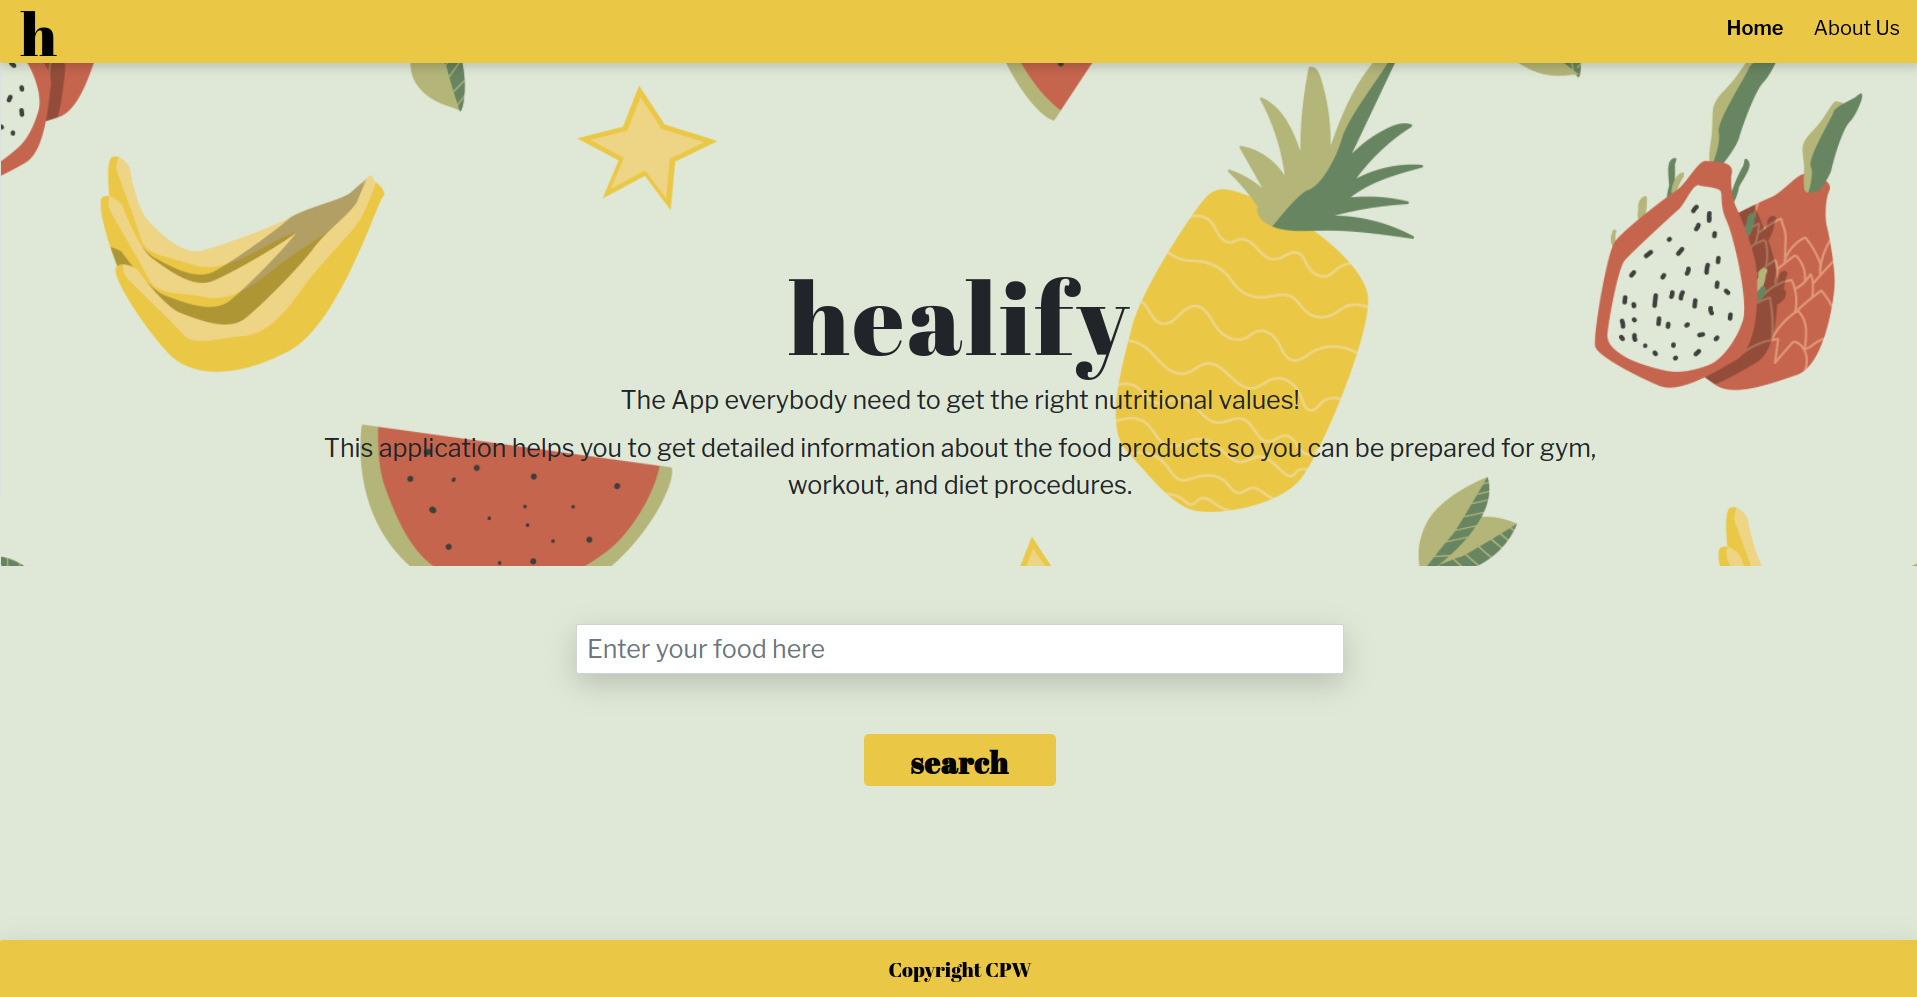 h
Home
About Us
healify
The App everybody need to get the right nutritional values!
This application helps you to get detailed information about the food products so you can be prepared for gym,
workout, and diet procedures.
Enter your food here
search
Copyright CPW